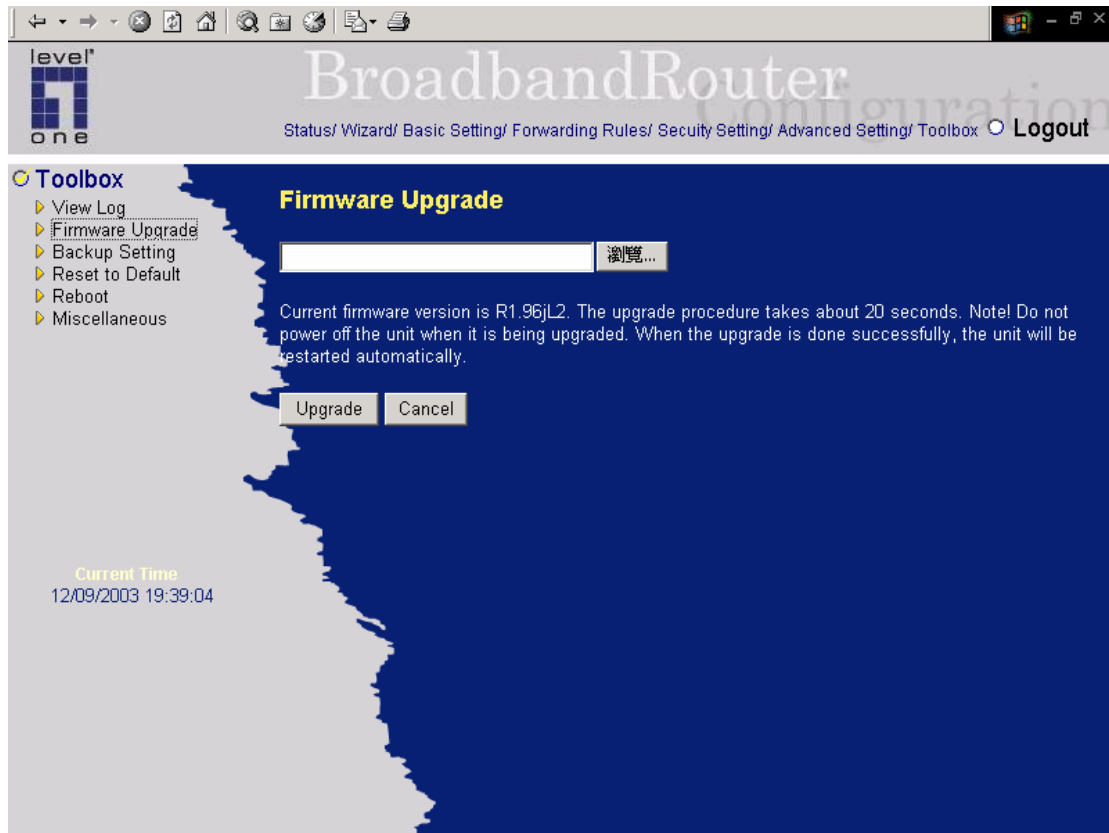 level
one
BroadbandRouter
Configuration
Status/ Wizard/ Basic Setting/ Forwarding Rules/ Secuity Setting/ Advanced Setting/ Toolbox Logout
Toolbox
View Log
Firmware Upgrade
Backup Setting
Reset to Default
Reboot
Miscellaneous
Current Time
12/09/2003 19:39:04
Firmware Upgrade
瀏覽...
Current firmware version is R1.96jL2. The upgrade procedure takes about 20 seconds. Note! Do not
power off the unit when it is being upgraded. When the upgrade is done successfully, the unit will be
restarted automatically.
Upgrade Cancel